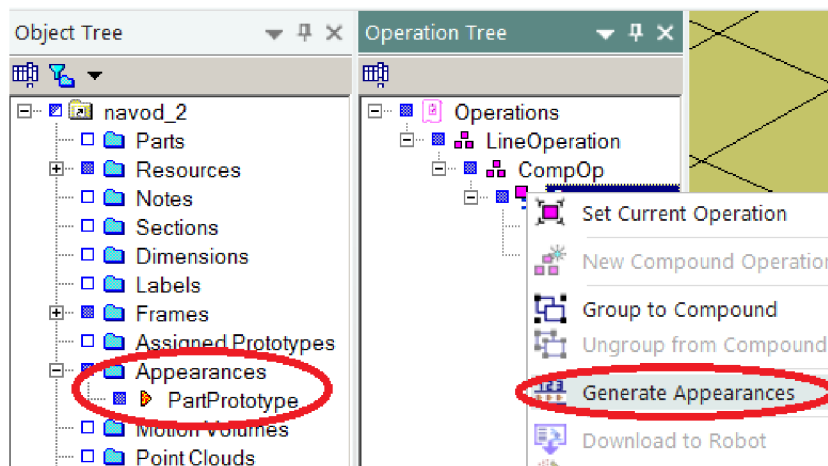 Object Tree
navod_2
Parts
Resources
Notes
Sections
Dimensions
Labels
Frames
Assigned Prototypes
Appearances
PartPrototype
Motion Volumes
Point Clouds
Operation Tree
Operations
LineOperation
CompOp
Set Current Operation
New Compound Operation
Group to Compound
Ungroup from Compound
123
Generate Appearances
Download to Robot